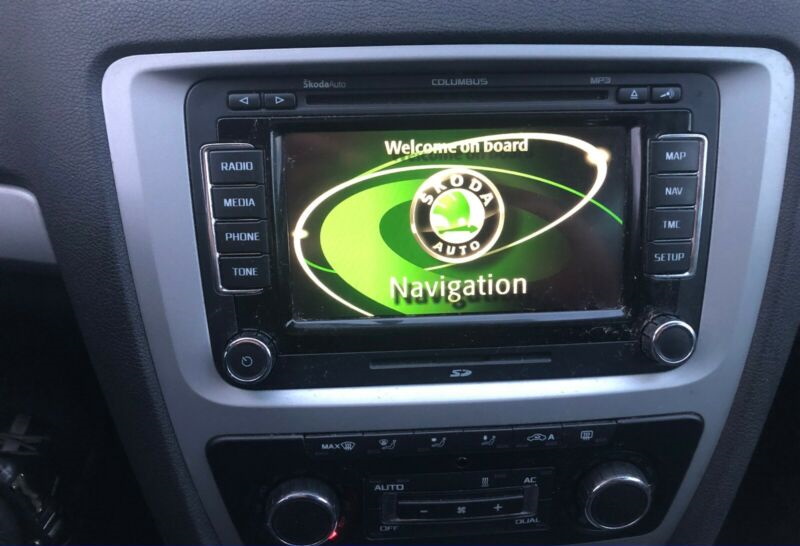 ŠkodaAuto COLUMBUS MP3
Welcome on board
RADIO
MEDIA
PHONE
TONE
ŠKODA
AUTO
Navigation
MAP
NAV
TMC
SETUP
SD
MAX A
AUTO AC
- +
OFF DUAL